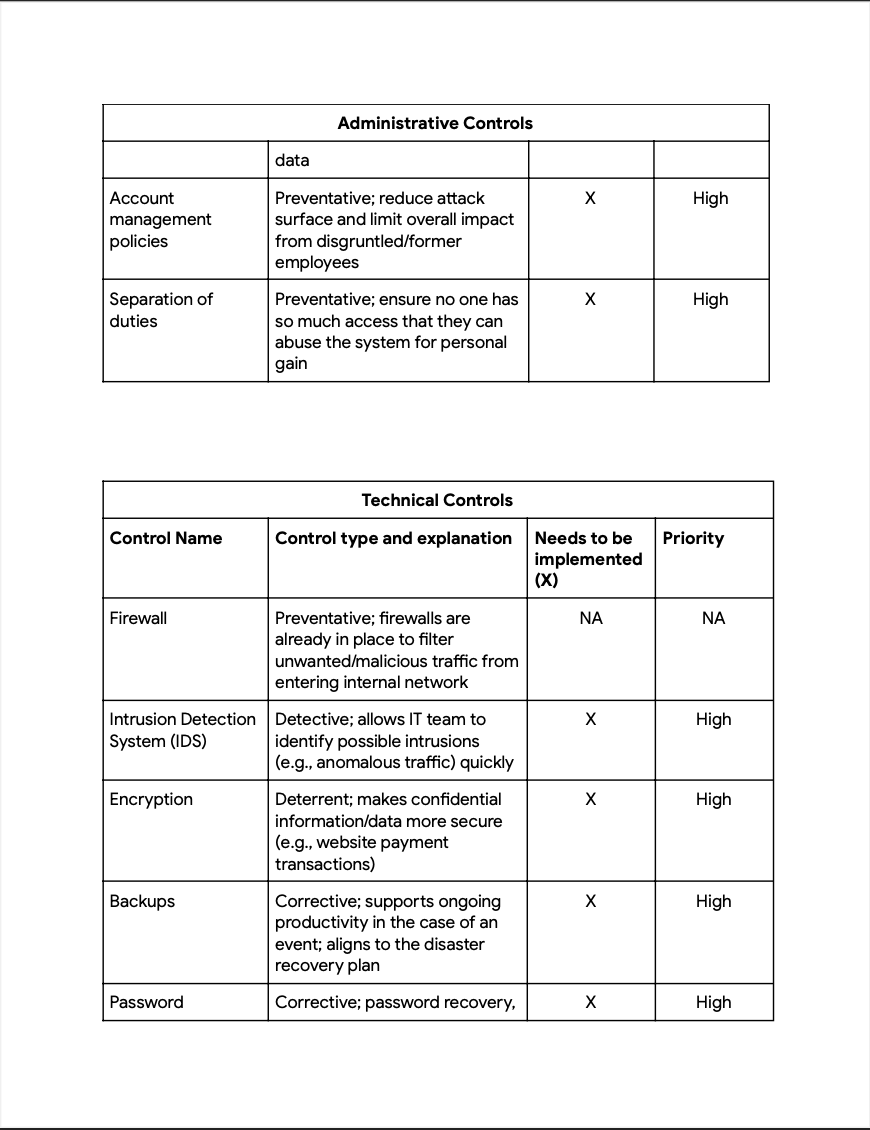 Administrative Controls
data
Account
management
policies
Preventative; reduce attack
surface and limit overall impact
from disgruntled/former
employees
X
High
Separation of
duties
Preventative; ensure no one has
so much access that they can
abuse the system for personal
gain
X
High
Technical Controls
Control Name
Control type and explanation
Needs to be
implemented
(X)
Priority
Firewall
Preventative; firewalls are
already in place to filter
unwanted/malicious traffic from
entering internal network
NA
NA
Intrusion Detection
System (IDS)
Detective; allows IT team to
identify possible intrusions
(e.g., anomalous traffic) quickly
X
High
Encryption
Deterrent; makes confidential
information/data more secure
(e.g., website payment
transactions)
X
High
Backups
Corrective; supports ongoing
productivity in the case of an
event; aligns to the disaster
recovery plan
X
High
Password
Corrective; password recovery,
X
High